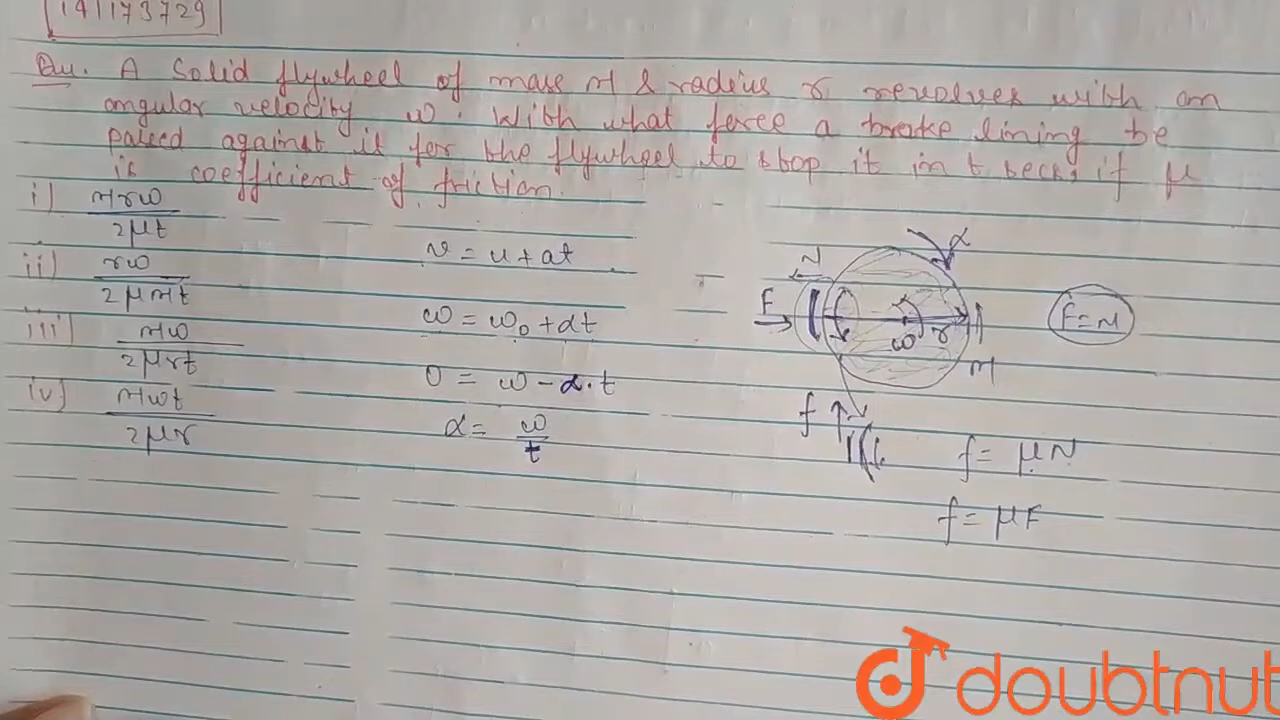 141173729
Qu. A Solid flywheel of mass M & radius r revolves with an
angular velocity ω. With what force a brake lining be
paced against it for the flywheel to stop it in t secs, if μ
is coefficient of friction.
i) Mrω / 2μt
ii) rω / 2μMt
iii) Mω / 2μrt
iv) Mωt / 2μr
v = u + at
ω = ω₀ + αt
0 = ω - α.t
α = ω / t
N
α
F
ω
r
M
F = N
f
f = μN
f = μF
doubtnut